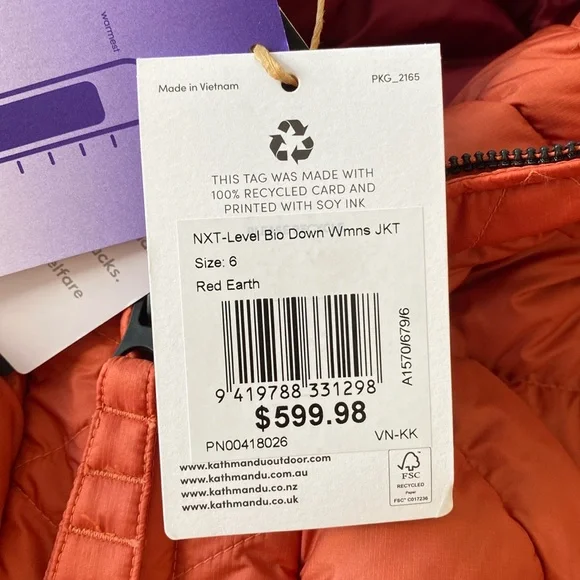 warmest
acks.
elfare
Made in Vietnam
PKG_2165
THIS TAG WAS MADE WITH
100% RECYCLED CARD AND
PRINTED WITH SOY INK
NXT-Level Bio Down Wmns JKT
Size: 6
Red Earth
A1570/679/6
9 419788 331298
$599.98
PN00418026 VN-KK
www.kathmanduoutdoor.com
www.kathmandu.com.au
www.kathmandu.co.nz
www.kathmandu.co.uk
FSC
RECYCLED
Paper
FSC® C017236